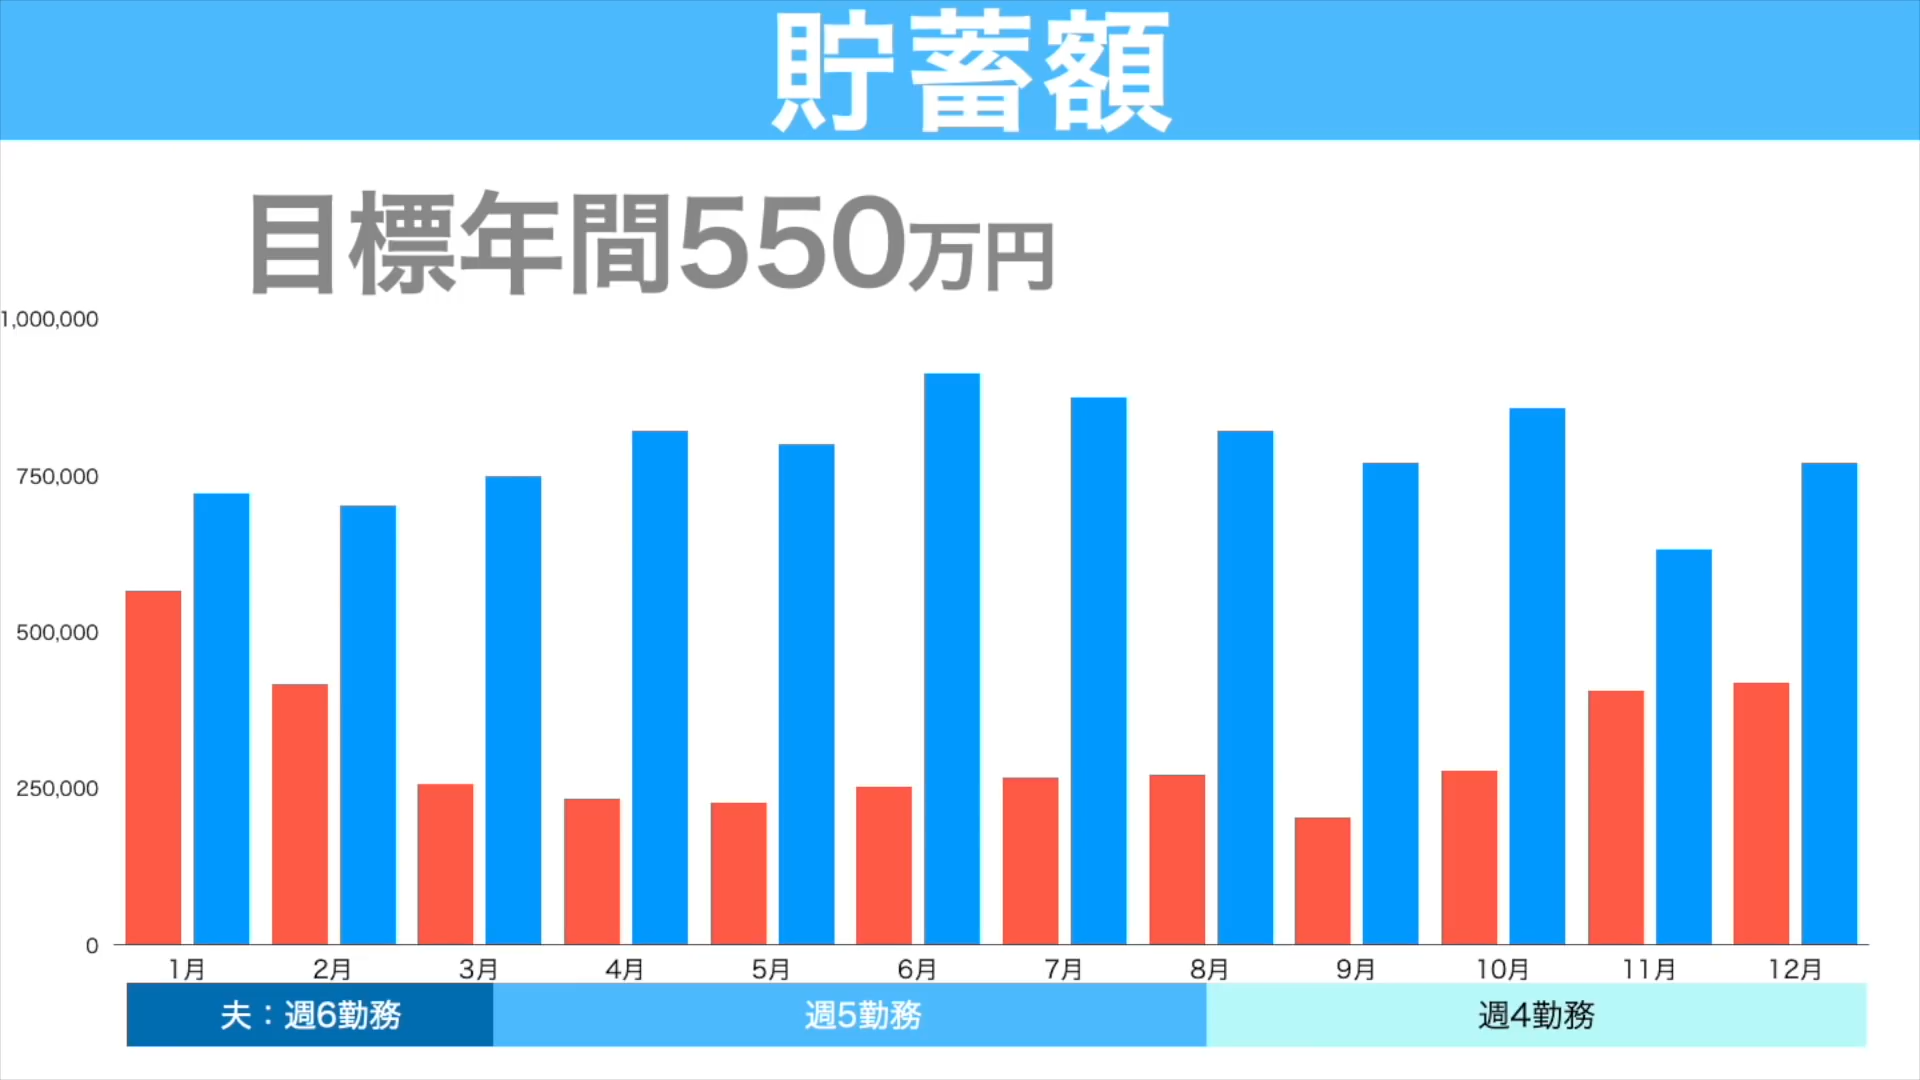 貯蓄額
目標年間550万円
1,000,000
750,000
500,000
250,000
0
1月 2月 3月 4月 5月 6月 7月 8月 9月 10月 11月 12月
夫：週6勤務 週5勤務 週4勤務